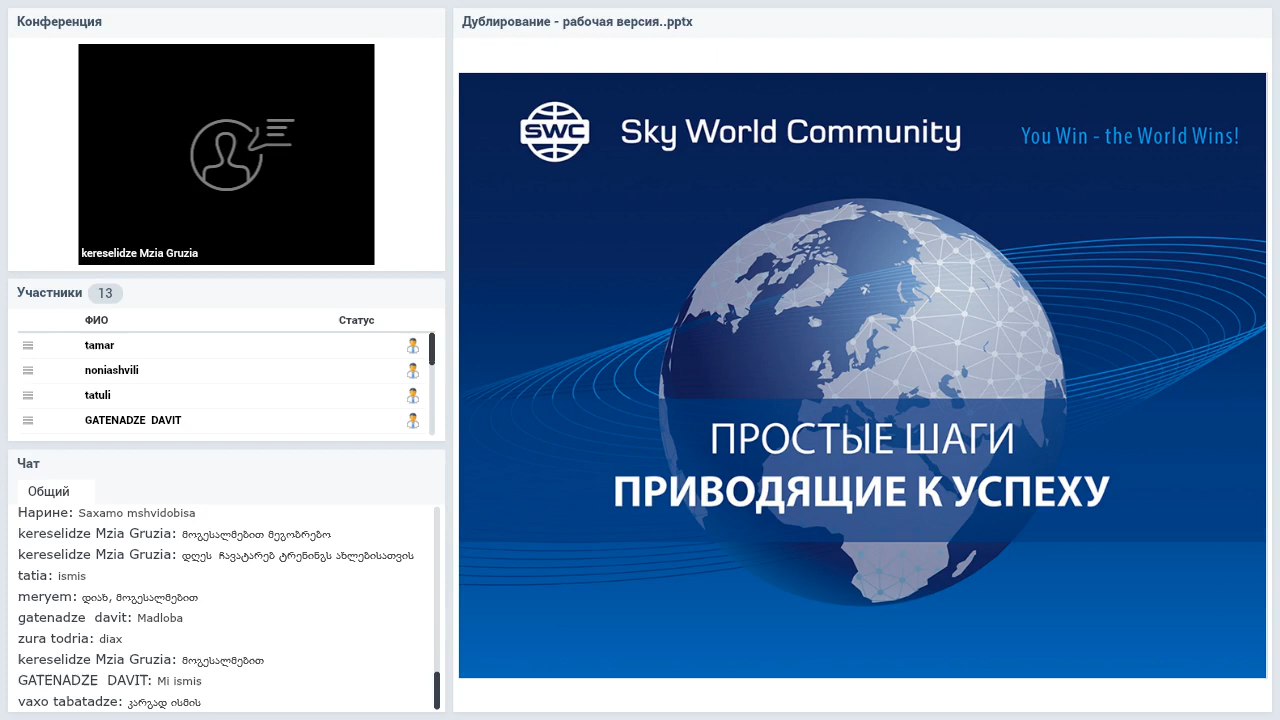 Конференция
kereselidze Mzia Gruzia
Участники 13
ФИО Статус
tamar
noniashvili
tatuli
GATENADZE DAVIT
Чат
Общий
Нарине: Saxamo mshvidobisa
kereselidze Mzia Gruzia: მოგესალმებით მეგობრებო
kereselidze Mzia Gruzia: დღეს ჩავატარებ ტრენინგს ახლებისათვის
tatia: ismis
meryem: დიახ, მოგესალმებით
gatenadze davit: Madloba
zura todria: diax
kereselidze Mzia Gruzia: მოგესალმებით
GATENADZE DAVIT: Mi ismis
vaxo tabatadze: კარგად ისმის
Дублирование - рабочая версия..pptx
SWC Sky World Community
You Win - the World Wins!
ПРОСТЫЕ ШАГИ
ПРИВОДЯЩИЕ К УСПЕХУ